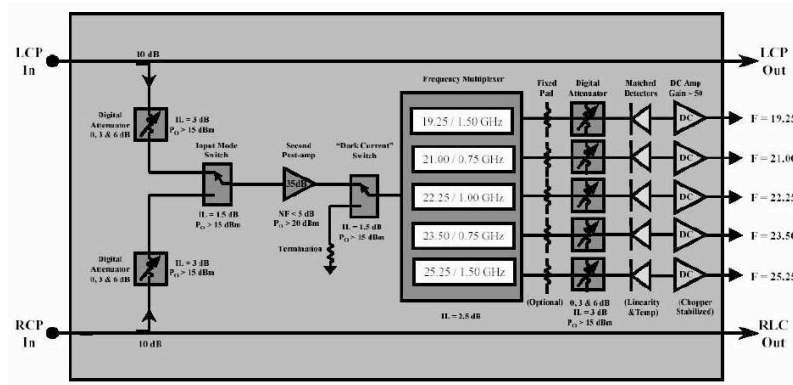 LCP
In
10 dB
LCP
Out
Digital
Attenuator
0, 3 & 6 dB
IL = 3 dB
PO > 15 dBm
Input Mode
Switch
IL = 1.5 dB
PO > 15 dBm
Second
Post-amp
35dB
NF < 5 dB
PO > 20 dBm
"Dark Current"
Switch
IL = 1.5 dB
PO > 15 dBm
Termination
Frequency Multiplexer
19.25 / 1.50 GHz
21.00 / 0.75 GHz
22.25 / 1.00 GHz
23.50 / 0.75 GHz
25.25 / 1.50 GHz
IL = 2.5 dB
Fixed
Pad
(Optional)
Digital
Attenuator
0, 3 & 6 dB
IL = 3 dB
PO > 15 dBm
Matched
Detectors
(Linearity
& Temp)
DC Amp
Gain ~ 50
DC
DC
DC
DC
DC
(Chopper
Stabilized)
F = 19.25
F = 21.00
F = 22.25
F = 23.50
F = 25.25
Digital
Attenuator
0, 3 & 6 dB
IL = 3 dB
PO > 15 dBm
RCP
In
10 dB
RLC
Out